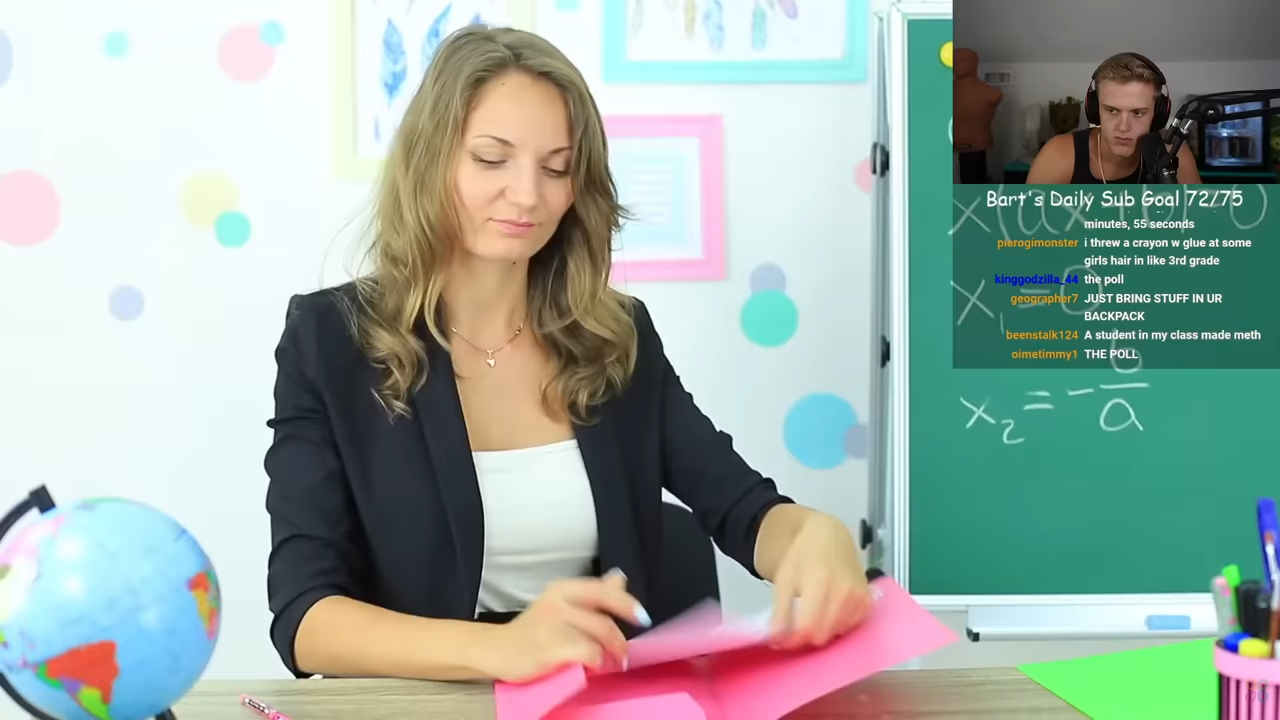 Bart's Daily Sub Goal 72/75
minutes, 55 seconds
pierogimonster i threw a crayon w glue at some
girls hair in like 3rd grade
kinggodzilla_44 the poll
geographer7 JUST BRING STUFF IN UR
BACKPACK
beenstalk124 A student in my class made meth
oimetimmy1 THE POLL
x₁ = 0
x₂ = - b/a